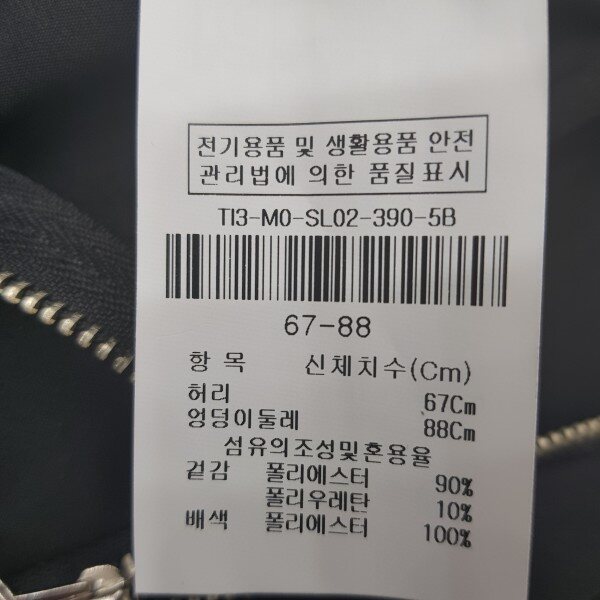 전기용품 및 생활용품 안전
관리법에 의한 품질표시
TI3-MO-SL02-390-5B
67-88
항 목 신체치수(Cm)
허리 67Cm
엉덩이둘레 88Cm
섬유의조성및혼용율
겉감 폴리에스터 90%
폴리우레탄 10%
배색 폴리에스터 100%